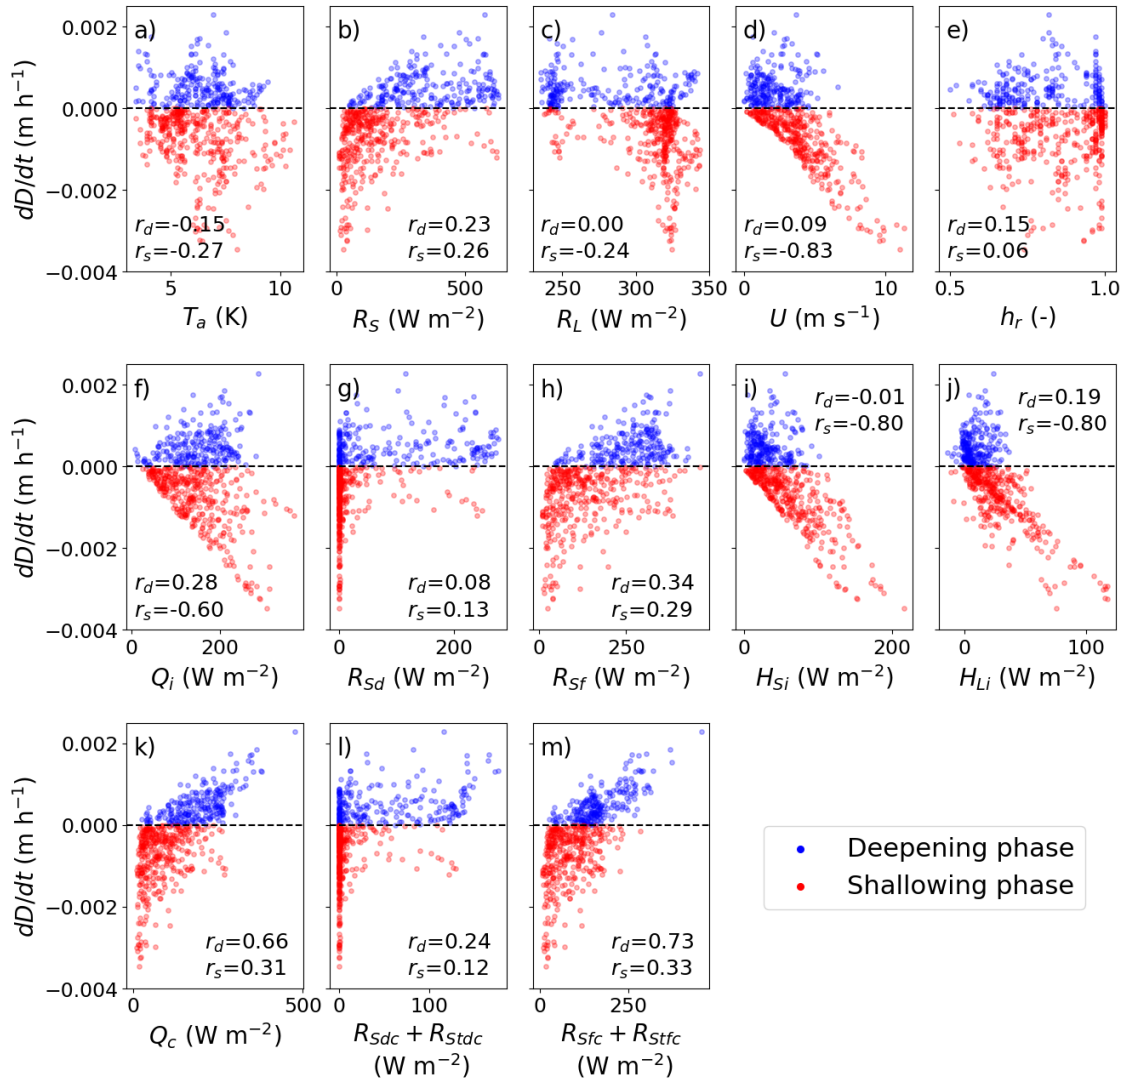 a) b) c) d) e)
dD/dt (m h⁻¹)
0.002
0.000
−0.002
−0.004
r_d=-0.15
r_s=-0.27
r_d=0.23
r_s=0.26
r_d=0.00
r_s=-0.24
r_d=0.09
r_s=-0.83
r_d=0.15
r_s=0.06
5 10
0 500
250 300 350
0 10
0.5 1.0
T_a (K)
R_S (W m⁻²)
R_L (W m⁻²)
U (m s⁻¹)
h_r (-)
f) g) h) i) j)
dD/dt (m h⁻¹)
0.002
0.000
−0.002
−0.004
r_d=0.28
r_s=-0.60
r_d=0.08
r_s=0.13
r_d=0.34
r_s=0.29
r_d=-0.01
r_s=-0.80
r_d=0.19
r_s=-0.80
0 200
0 200
0 250
0 100 200
0 100
Q_i (W m⁻²)
R_Sd (W m⁻²)
R_Sf (W m⁻²)
H_Si (W m⁻²)
H_Li (W m⁻²)
k) l) m)
dD/dt (m h⁻¹)
0.002
0.000
−0.002
−0.004
r_d=0.66
r_s=0.31
r_d=0.24
r_s=0.12
r_d=0.73
r_s=0.33
0 500
0 100
0 250
Q_c (W m⁻²)
R_Sdc + R_Stdc
(W m⁻²)
R_Sfc + R_Stfc
(W m⁻²)
Deepening phase
Shallowing phase